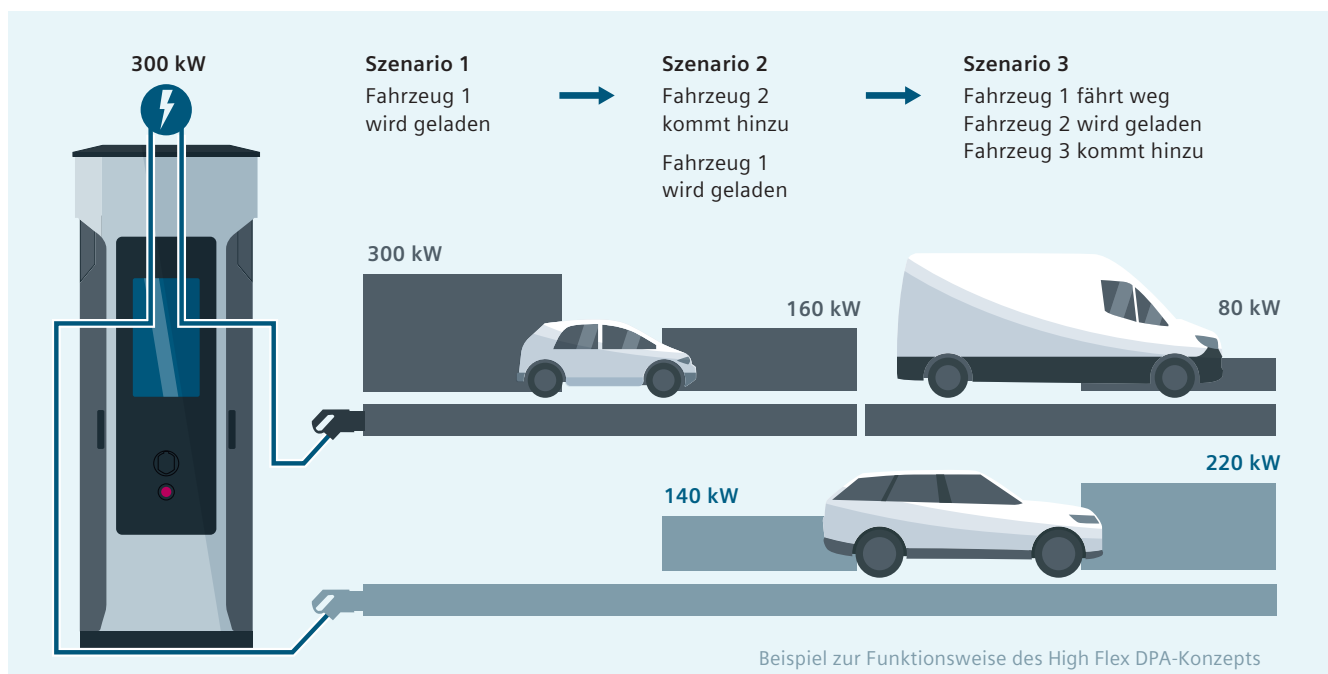 300 kW
Szenario 1
Fahrzeug 1
wird geladen
Szenario 2
Fahrzeug 2
kommt hinzu
Fahrzeug 1
wird geladen
Szenario 3
Fahrzeug 1 fährt weg
Fahrzeug 2 wird geladen
Fahrzeug 3 kommt hinzu
300 kW
160 kW
80 kW
140 kW
220 kW
Beispiel zur Funktionsweise des High Flex DPA-Konzepts